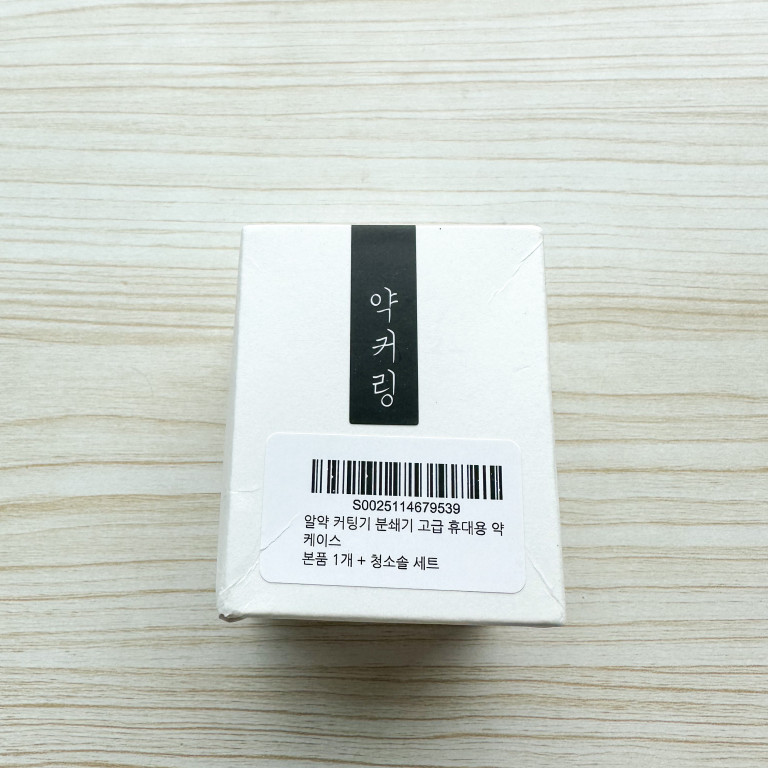 약커링
S0025114679539
알약 커팅기 분쇄기 고급 휴대용 약
케이스
본품 1개 + 청소솔 세트